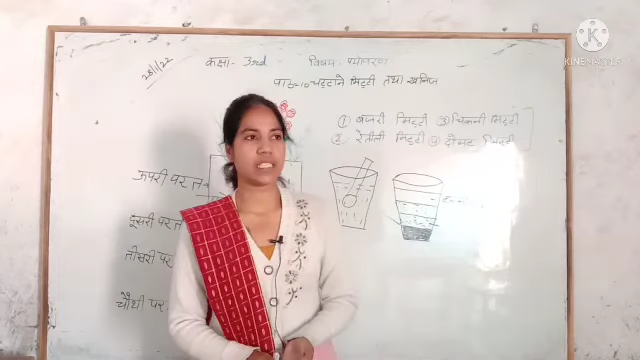 28/1/22
कक्षा - 3rd विषय - पर्यावरण
पाठ-10 चट्टाने मिट्टी तथा खनिज
① बजरी मिट्टी ③ चिकनी मिट्टी
② रेतीली मिट्टी ④ दोमट मिट्टी
ऊपरी परत
दूसरी परत
तीसरी पर
चौथी पर
KINEMASTER